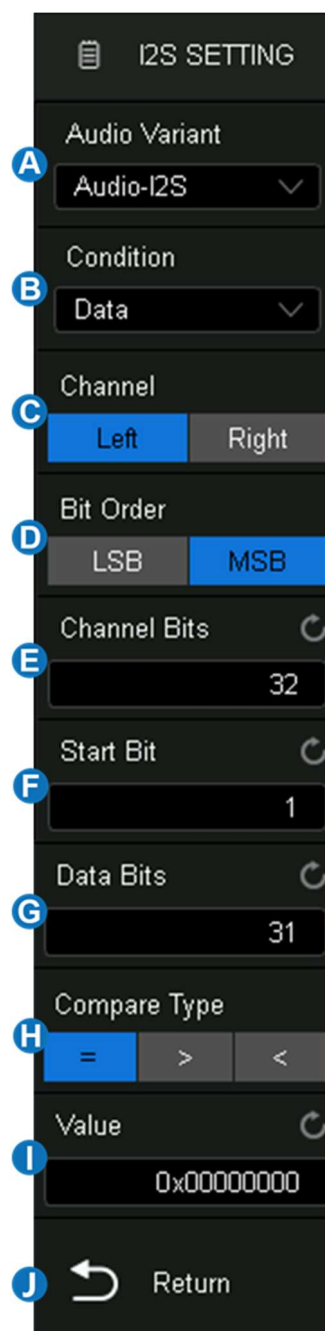 I2S SETTING
Audio Variant
A
Audio-I2S
Condition
B
Data
Channel
C
Left Right
Bit Order
D
LSB MSB
Channel Bits
E
32
Start Bit
F
1
Data Bits
G
31
Compare Type
H
= > <
Value
I
0x00000000
J Return